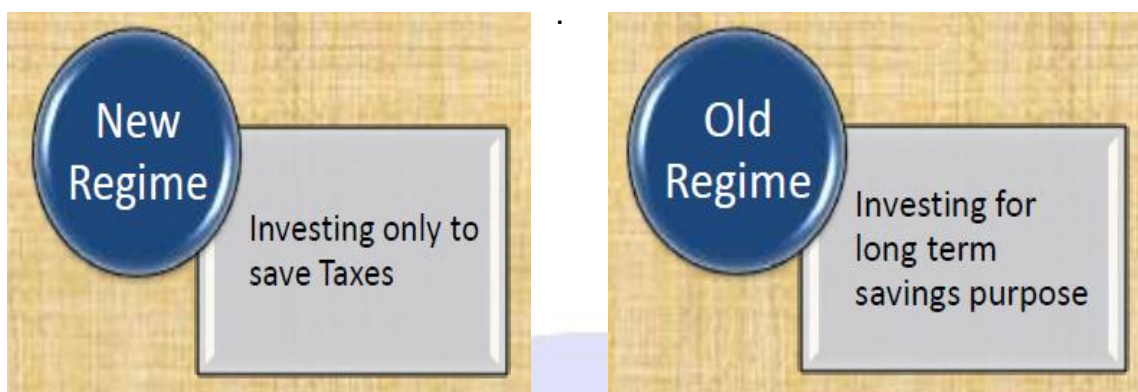 .
New
Regime
Investing only to
save Taxes
Old
Regime
Investing for
long term
savings purpose